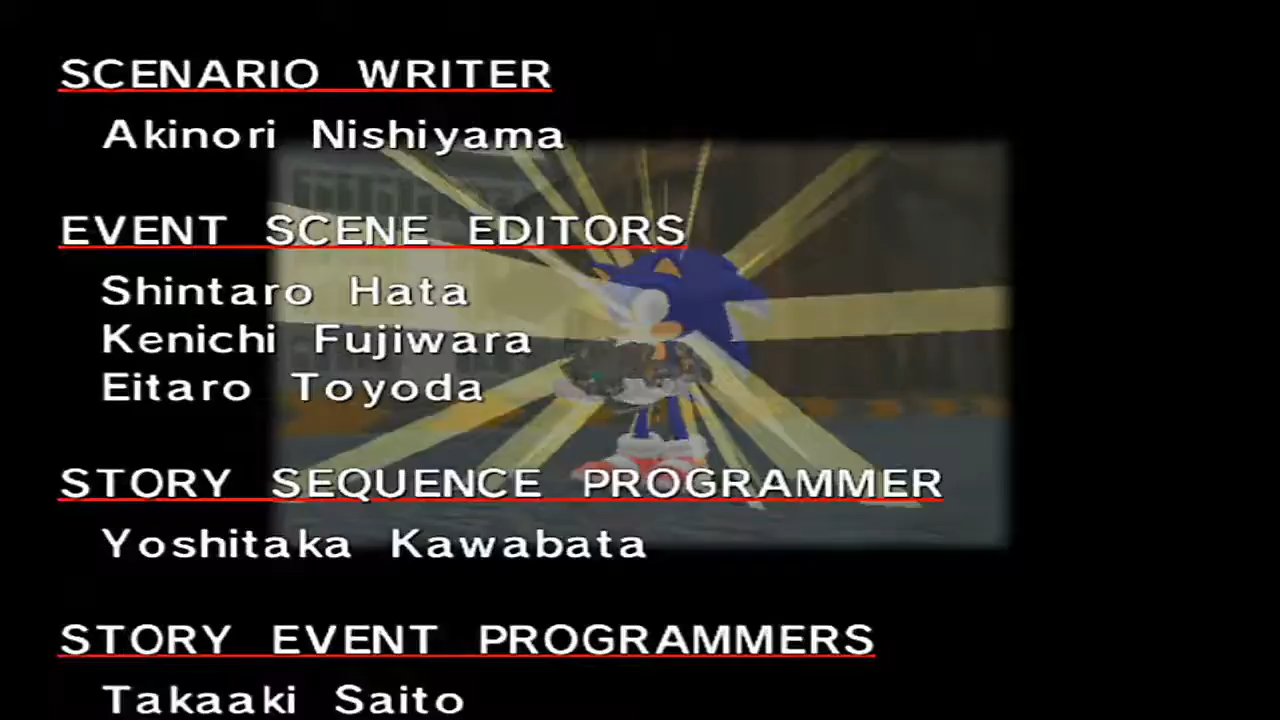 SCENARIO WRITER
Akinori Nishiyama
EVENT SCENE EDITORS
Shintaro Hata
Kenichi Fujiwara
Eitaro Toyoda
STORY SEQUENCE PROGRAMMER
Yoshitaka Kawabata
STORY EVENT PROGRAMMERS
Takaaki Saito